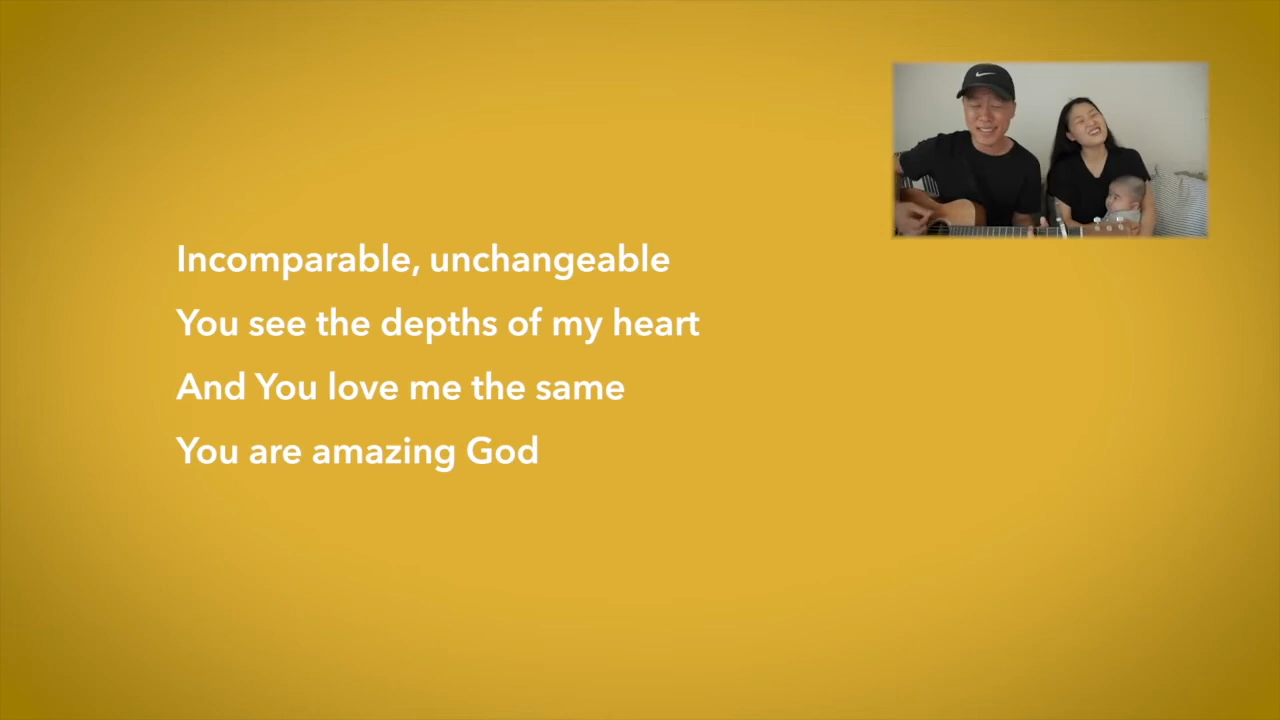 Incomparable, unchangeable
You see the depths of my heart
And You love me the same
You are amazing God